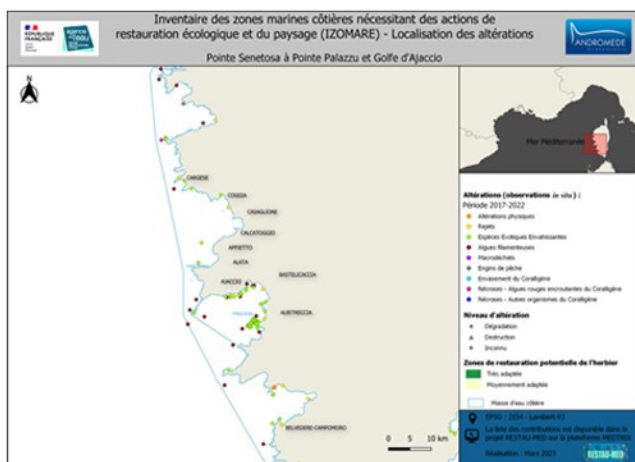 Inventaire des zones marines côtières nécessitant des actions de
restauration écologique et du paysage (IZOMARE) - Localisation des altérations
Pointe Senetosa à Pointe Palazzu et Golfe d'Ajaccio
RÉPUBLIQUE
FRANÇAISE
ANDROMEDE
N
CARGESE
COGGIA
CASAGLIONE
CALCATOGGIO
APPIETTO
ALATA
AJACCIO
BASTELICACCIA
ALBITRECCIA
BELVEDERE-CAMPOMORO
0
5
10 km
Mer Méditerranée
Altérations (observations in situ) :
Période 2017-2022
Altérations physiques
Rejets
Espèces Exotiques Envahissantes
Algues filamenteuses
Macrodéchets
Engins de pêche
Envasement du Coralligène
Nécroses - Algues rouges encroutantes du Coralligène
Nécroses - Autres organismes du Coralligène
Niveau d'altération
Dégradation
Destruction
Inconnu
Zones de restauration potentielle de l'herbier
Très adaptée
Moyennement adaptée
Masse d'eau côtière
EPSG : 2154 - Lambert 93
La liste des contributions est disponible dans le
projet RESTAU-MED sur la plateforme MEDTRIX
Réalisation : Mars 2023
RESTAU-MED